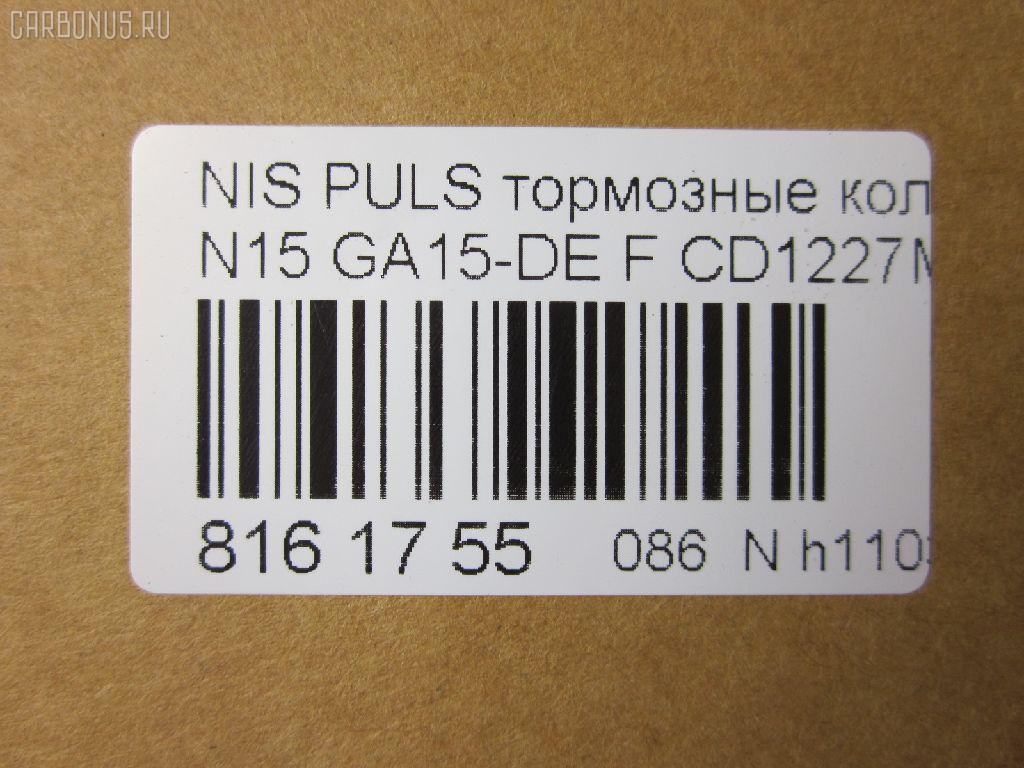 CARBONUS.RU
NIS PULS тормозные кол
N15 GA15-DE F CD1227M
816 17 55 086 N h110